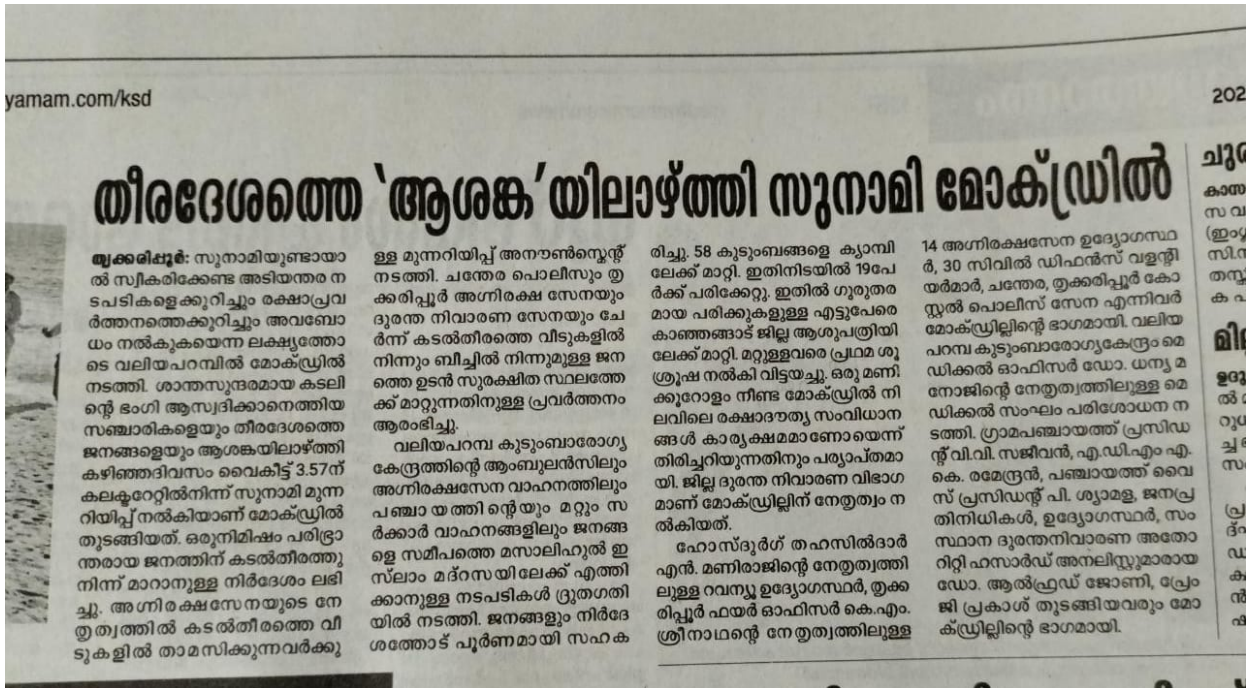 yamam.com/ksd
202
തീരദേശത്തെ 'ആശങ്ക'യിലാഴ്ത്തി സുനാമി മോക്ഡ്രിൽ
തൃക്കരിപ്പൂർ: സുനാമിയുണ്ടായാ
ൽ സ്വീകരിക്കേണ്ട അടിയന്തര ന
ടപടികളെക്കുറിച്ചും രക്ഷാപ്രവ
ർത്തനത്തെക്കുറിച്ചും അവബോ
ധം നൽകുകയെന്ന ലക്ഷ്യത്തോ
ടെ വലിയപറമ്പിൽ മോക്ഡ്രിൽ
നടത്തി. ശാന്തസുന്ദരമായ കടലി
ന്റെ ഭംഗി ആസ്വദിക്കാനെത്തിയ
സഞ്ചാരികളെയും തീരദേശത്തെ
ജനങ്ങളെയും ആശങ്കയിലാഴ്ത്തി
കഴിഞ്ഞദിവസം വൈകീട്ട് 3.57ന്
കലക്ടറേറ്റിൽനിന്ന് സുനാമി മുന്ന
റിയിപ്പ് നൽകിയാണ് മോക്ഡ്രിൽ
തുടങ്ങിയത്. ഒരുനിമിഷം പരിഭ്രാ
ന്തരായ ജനത്തിന് കടൽതീരത്തു
നിന്ന് മാറാനുള്ള നിർദേശം ലഭി
ച്ചു. അഗ്നിരക്ഷസേനയുടെ നേ
തൃത്വത്തിൽ കടൽതീരത്തെ വീ
ടുകളിൽ താമസിക്കുന്നവർക്കു
ള്ള മുന്നറിയിപ്പ് അനൗൺസ്മെന്റ്
നടത്തി. ചന്തേര പൊലീസും തൃ
ക്കരിപ്പൂർ അഗ്നിരക്ഷ സേനയും
ദുരന്ത നിവാരണ സേനയും ചേ
ർന്ന് കടൽതീരത്തെ വീടുകളിൽ
നിന്നും ബീച്ചിൽ നിന്നുമുള്ള ജന
ത്തെ ഉടൻ സുരക്ഷിത സ്ഥലത്തേ
ക്ക് മാറ്റുന്നതിനുള്ള പ്രവർത്തനം
ആരംഭിച്ചു.
വലിയപറമ്പ കുടുംബാരോഗ്യ
കേന്ദ്രത്തിന്റെ ആംബുലൻസിലും
അഗ്നിരക്ഷസേന വാഹനത്തിലും
പഞ്ചാ യത്തി ന്റെയും മറ്റും സ
ർക്കാർ വാഹനങ്ങളിലും ജനങ്ങ
ളെ സമീപത്തെ മസാലിഹുൽ ഇ
സ്‌ലാം മദ്റസയിലേക്ക് എത്തി
ക്കാനുള്ള നടപടികൾ ദ്രുതഗതി
യിൽ നടത്തി. ജനങ്ങളും നിർദേ
ശത്തോട് പൂർണമായി സഹക
രിച്ചു. 58 കുടുംബങ്ങളെ ക്യാമ്പി
ലേക്ക് മാറ്റി. ഇതിനിടയിൽ 19പേ
ർക്ക് പരിക്കേറ്റു. ഇതിൽ ഗുരുതര
മായ പരിക്കുകളുള്ള എട്ടുപേരെ
കാഞ്ഞങ്ങാട് ജില്ല ആശുപത്രിയി
ലേക്ക് മാറ്റി. മറ്റുള്ളവരെ പ്രഥമ ശു
ശ്രൂഷ നൽകി വിട്ടയച്ചു. ഒരു മണി
ക്കൂറോളം നീണ്ട മോക്ഡ്രിൽ നി
ലവിലെ രക്ഷാദൗത്യ സംവിധാന
ങ്ങൾ കാര്യക്ഷമമാണോയെന്ന്
തിരിച്ചറിയുന്നതിനും പര്യാപ്തമാ
യി. ജില്ല ദുരന്ത നിവാരണ വിഭാഗ
മാണ് മോക്ഡ്രില്ലിന് നേതൃത്വം ന
ൽകിയത്.
ഹോസ്ദുർഗ് തഹസിൽദാർ
എൻ. മണിരാജിന്റെ നേതൃത്വത്തി
ലുള്ള റവന്യൂ ഉദ്യോഗസ്ഥർ, തൃക്ക
രിപ്പൂർ ഫയർ ഓഫിസർ കെ.എം.
ശ്രീനാഥന്റെ നേതൃത്വത്തിലുള്ള
14 അഗ്നിരക്ഷസേന ഉദ്യോഗസ്ഥ
ർ, 30 സിവിൽ ഡിഫൻസ് വളന്റി
യർമാർ, ചന്തേര, തൃക്കരിപ്പൂർ കോ
സ്റ്റൽ പൊലീസ് സേന എന്നിവർ
മോക്ഡ്രില്ലിന്റെ ഭാഗമായി. വലിയ
പറമ്പ കുടുംബാരോഗ്യകേന്ദ്രം മെ
ഡിക്കൽ ഓഫിസർ ഡോ. ധന്യ മ
നോജിന്റെ നേതൃത്വത്തിലുള്ള മെ
ഡിക്കൽ സംഘം പരിശോധന ന
ടത്തി. ഗ്രാമപഞ്ചായത്ത് പ്രസിഡ
ന്റ് വി.വി. സജീവൻ, എ.ഡി.എം എ.
കെ. രമേന്ദ്രൻ, പഞ്ചായത്ത് വൈ
സ് പ്രസിഡന്റ് പി. ശ്യാമള, ജനപ്ര
തിനിധികൾ, ഉദ്യോഗസ്ഥർ, സം
സ്ഥാന ദുരന്തനിവാരണ അതോ
റിറ്റി ഹസാർഡ് അനലിസ്റ്റുമാരായ
ഡോ. ആൽഫ്രഡ് ജോണി, പ്രേം
ജി പ്രകാശ് തുടങ്ങിയവരും മോ
ക്ഡ്രില്ലിന്റെ ഭാഗമായി.